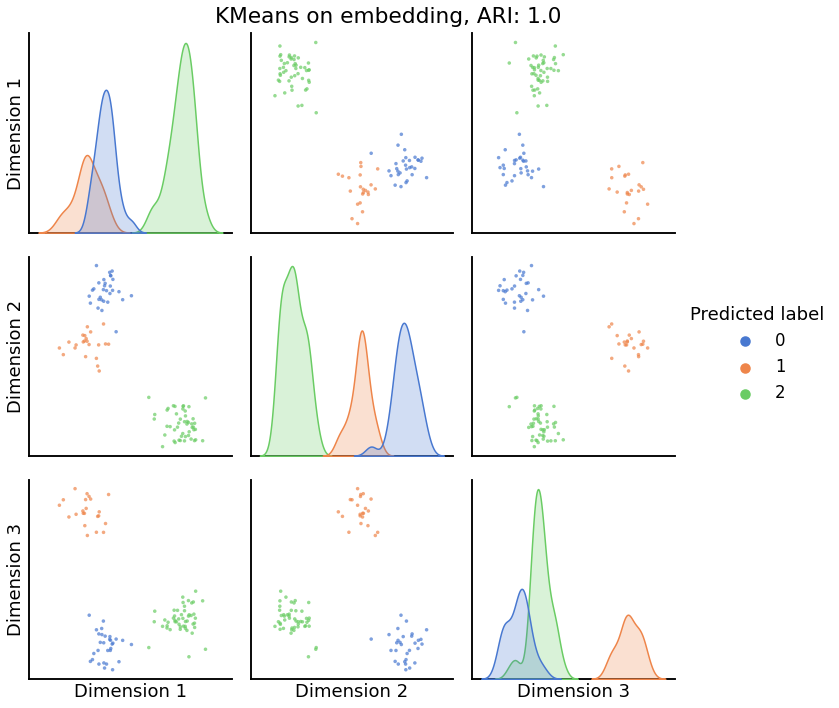 KMeans on embedding, ARI: 1.0
Dimension 1
Dimension 2
Predicted label
0
1
2
Dimension 3
Dimension 1
Dimension 2
Dimension 3